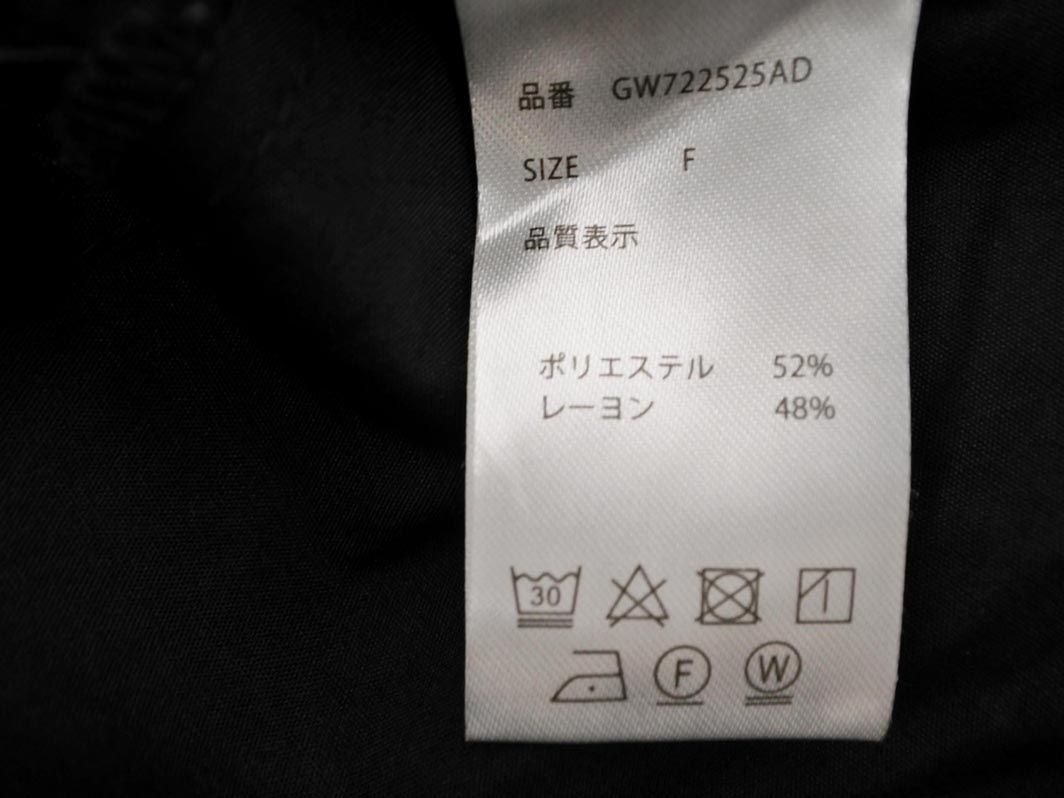 品番 GW722525AD
SIZE F
品質表示
ポリエステル 52%
レーヨン 48%
30
F W